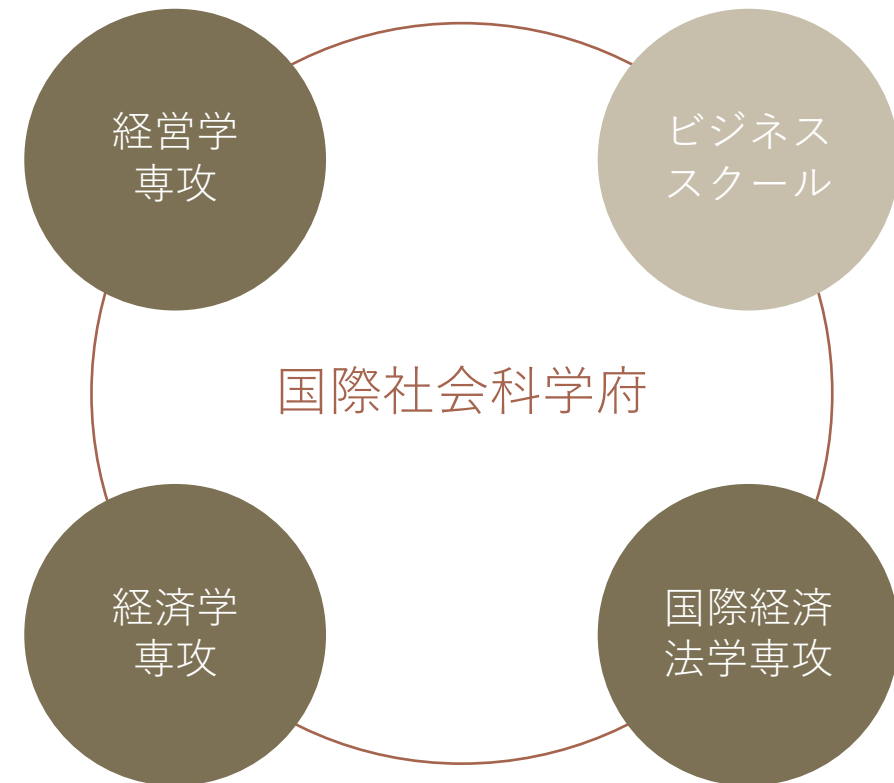 経営学
専攻
ビジネス
スクール
国際社会科学府
経済学
専攻
国際経済
法学専攻